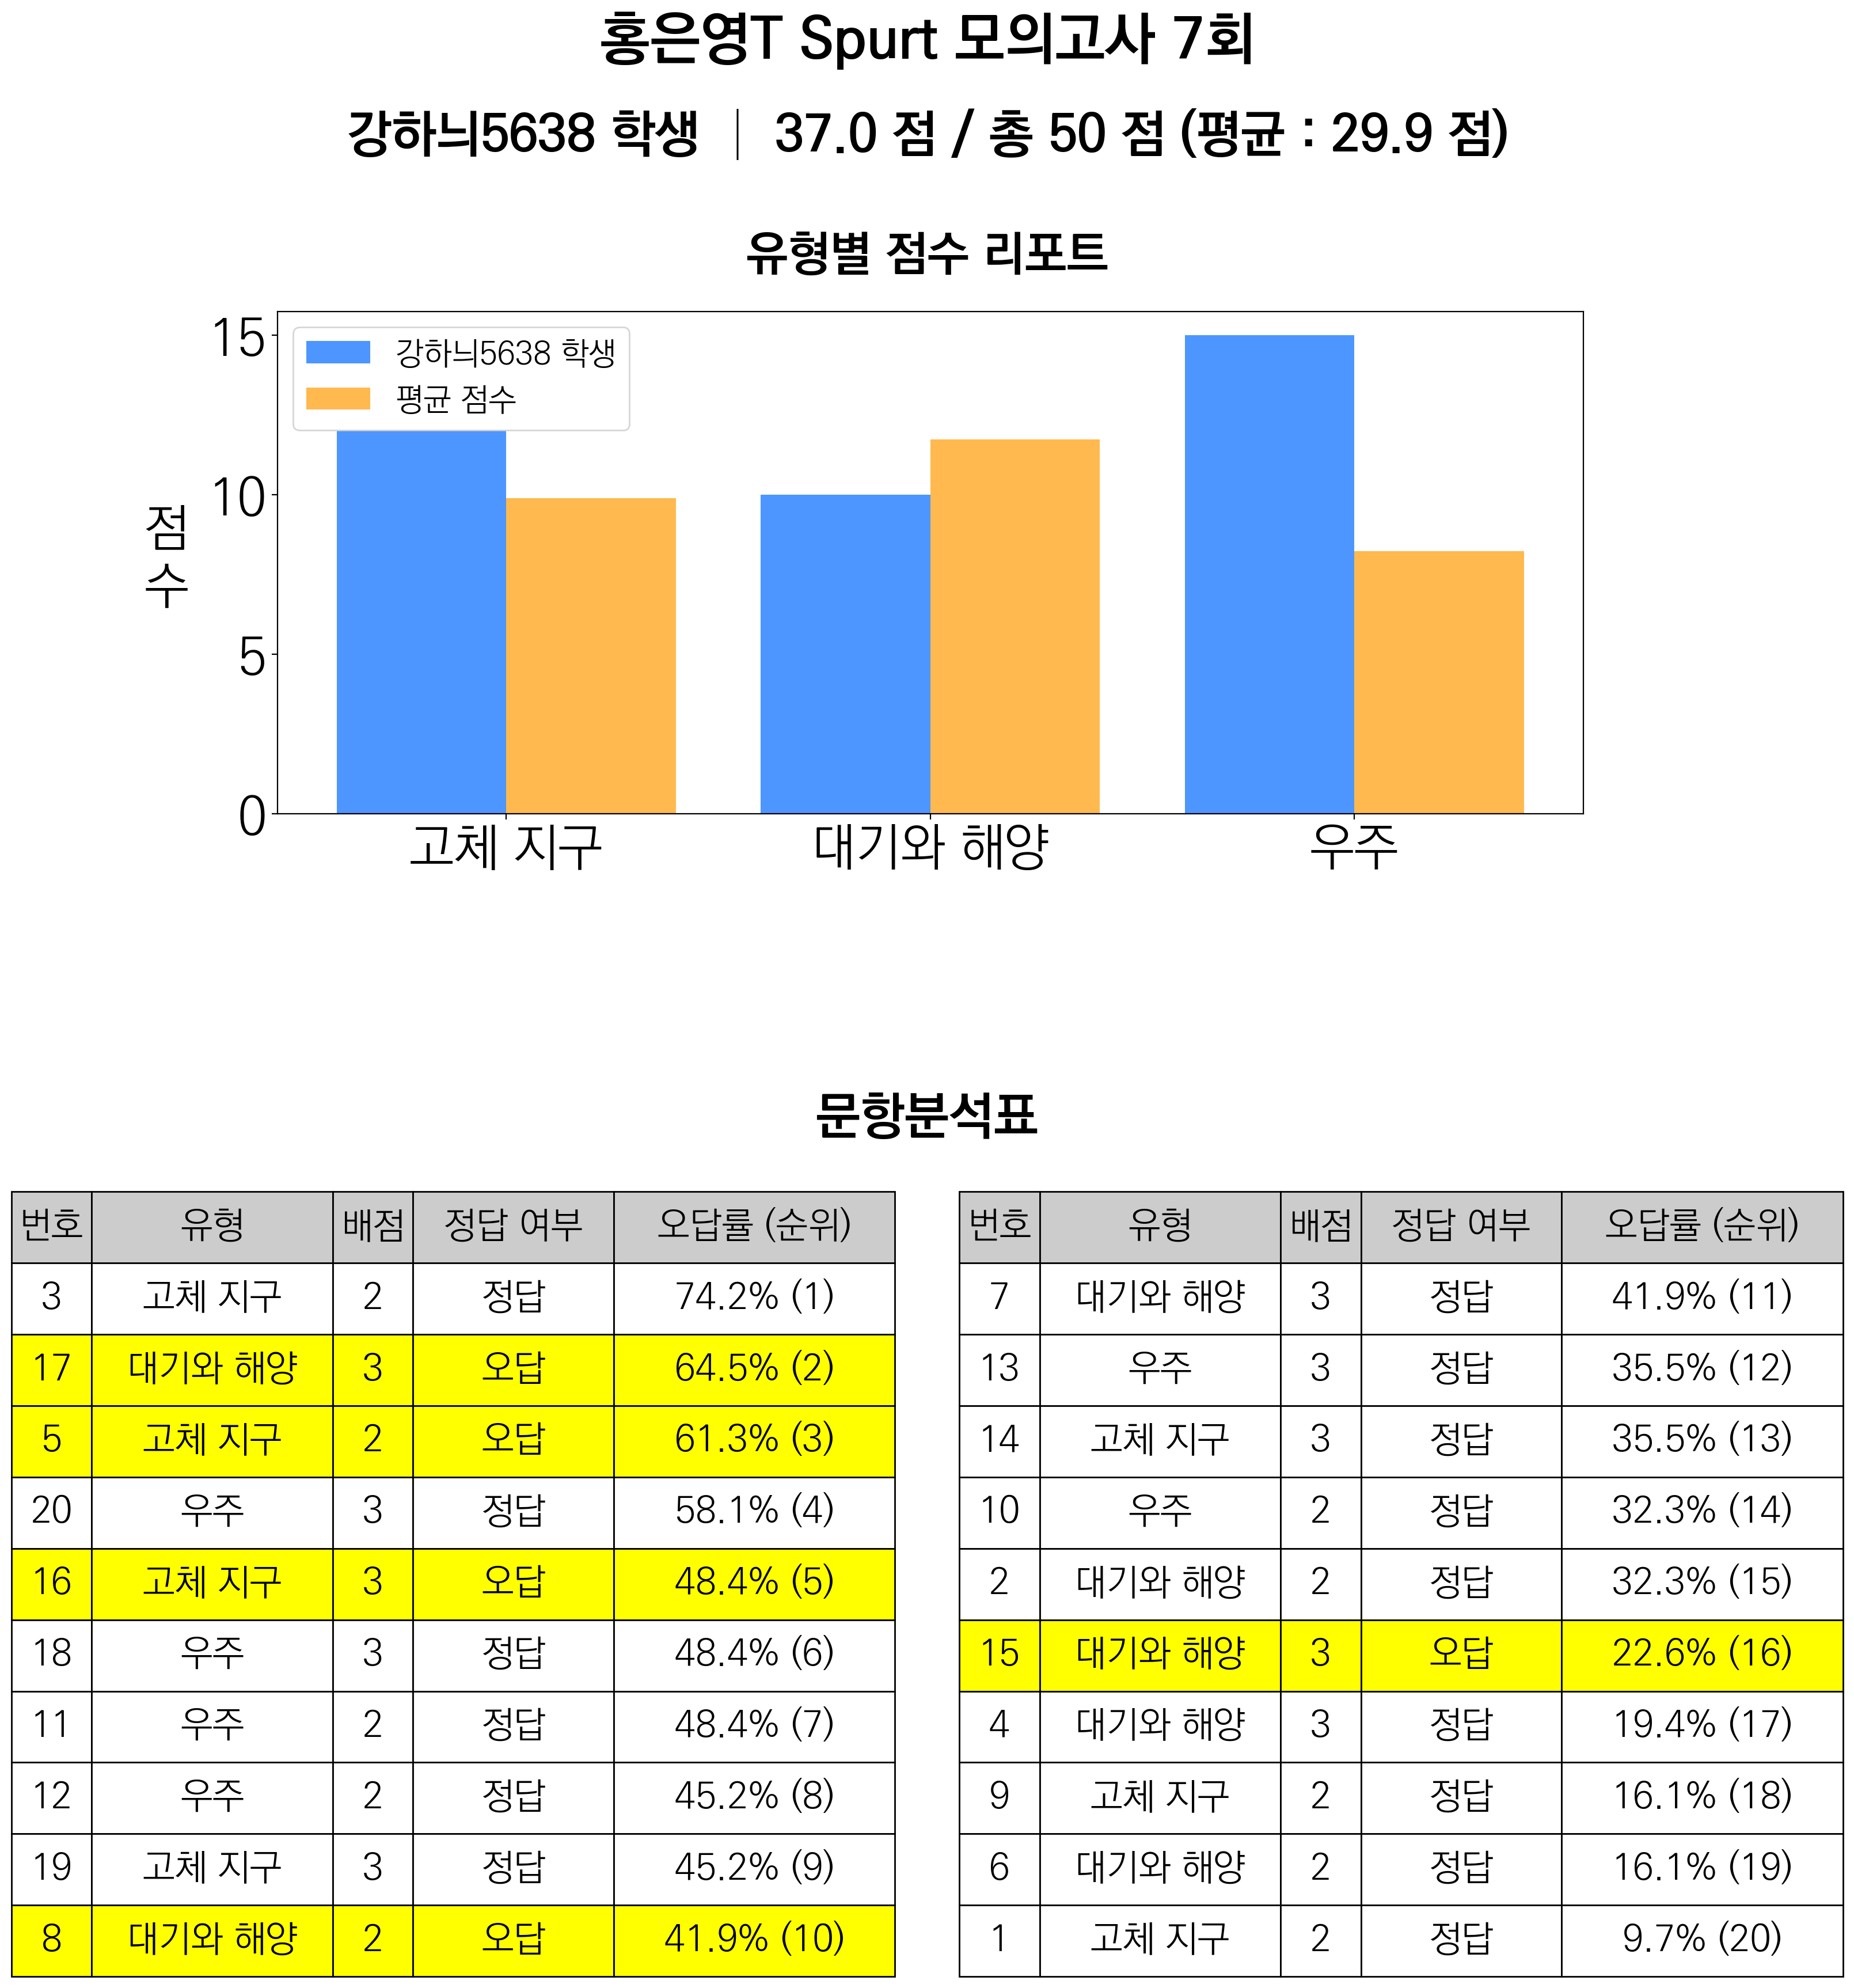 홍은영T Spurt 모의고사 7회
강하늬5638 학생 │ 37.0 점 / 총 50 점 (평균 : 29.9 점)
유형별 점수 리포트
강하늬5638 학생
평균 점수
15
10
5
0
점
수
고체 지구 대기와 해양 우주
문항분석표
번호 유형 배점 정답 여부 오답률 (순위)
3 고체 지구 2 정답 74.2% (1)
17 대기와 해양 3 오답 64.5% (2)
5 고체 지구 2 오답 61.3% (3)
20 우주 3 정답 58.1% (4)
16 고체 지구 3 오답 48.4% (5)
18 우주 3 정답 48.4% (6)
11 우주 2 정답 48.4% (7)
12 우주 2 정답 45.2% (8)
19 고체 지구 3 정답 45.2% (9)
8 대기와 해양 2 오답 41.9% (10)
번호 유형 배점 정답 여부 오답률 (순위)
7 대기와 해양 3 정답 41.9% (11)
13 우주 3 정답 35.5% (12)
14 고체 지구 3 정답 35.5% (13)
10 우주 2 정답 32.3% (14)
2 대기와 해양 2 정답 32.3% (15)
15 대기와 해양 3 오답 22.6% (16)
4 대기와 해양 3 정답 19.4% (17)
9 고체 지구 2 정답 16.1% (18)
6 대기와 해양 2 정답 16.1% (19)
1 고체 지구 2 정답 9.7% (20)